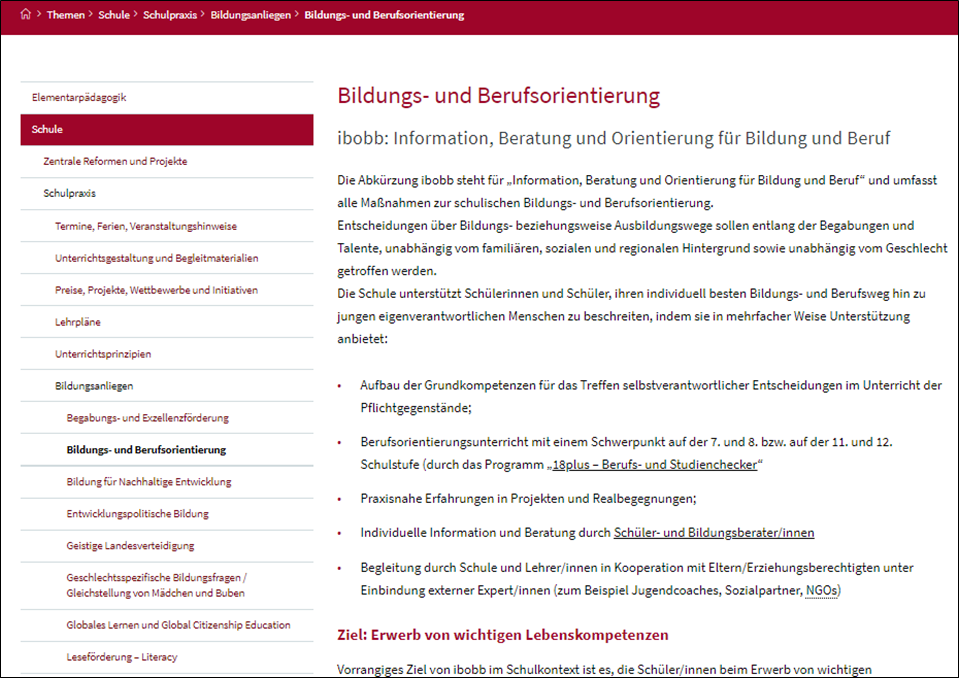 Themen > Schule > Schulpraxis > Bildungsanliegen > Bildungs- und Berufsorientierung
Elementarpädagogik
Schule
Zentrale Reformen und Projekte
Schulpraxis
Termine, Ferien, Veranstaltungshinweise
Unterrichtsgestaltung und Begleitmaterialien
Preise, Projekte, Wettbewerbe und Initiativen
Lehrpläne
Unterrichtsprinzipien
Bildungsanliegen
Begabungs- und Exzellenzförderung
Bildungs- und Berufsorientierung
Bildung für Nachhaltige Entwicklung
Entwicklungspolitische Bildung
Geistige Landesverteidigung
Geschlechtsspezifische Bildungsfragen /
Gleichstellung von Mädchen und Buben
Globales Lernen und Global Citizenship Education
Leseförderung – Literacy
Bildungs- und Berufsorientierung
ibobb: Information, Beratung und Orientierung für Bildung und Beruf
Die Abkürzung ibobb steht für „Information, Beratung und Orientierung für Bildung und Beruf“ und umfasst
alle Maßnahmen zur schulischen Bildungs- und Berufsorientierung.
Entscheidungen über Bildungs- beziehungsweise Ausbildungswege sollen entlang der Begabungen und
Talente, unabhängig vom familiären, sozialen und regionalen Hintergrund sowie unabhängig vom Geschlecht
getroffen werden.
Die Schule unterstützt Schülerinnen und Schüler, ihren individuell besten Bildungs- und Berufsweg hin zu
jungen eigenverantwortlichen Menschen zu beschreiten, indem sie in mehrfacher Weise Unterstützung
anbietet:
• Aufbau der Grundkompetenzen für das Treffen selbstverantwortlicher Entscheidungen im Unterricht der
Pflichtgegenstände;
• Berufsorientierungsunterricht mit einem Schwerpunkt auf der 7. und 8. bzw. auf der 11. und 12.
Schulstufe (durch das Programm „18plus – Berufs- und Studienchecker“
• Praxisnahe Erfahrungen in Projekten und Realbegegnungen;
• Individuelle Information und Beratung durch Schüler- und Bildungsberater/innen
• Begleitung durch Schule und Lehrer/innen in Kooperation mit Eltern/Erziehungsberechtigten unter
Einbindung externer Expert/innen (zum Beispiel Jugendcoaches, Sozialpartner, NGOs)
Ziel: Erwerb von wichtigen Lebenskompetenzen
Vorrangiges Ziel von ibobb im Schulkontext ist es, die Schüler/innen beim Erwerb von wichtigen